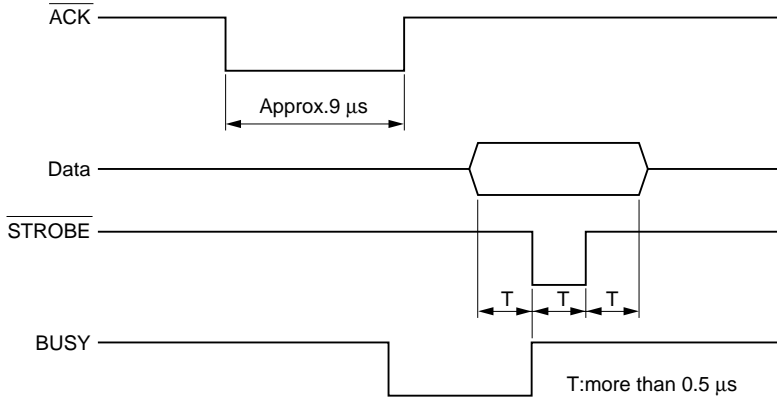 ACK
Approx.9 μs
Data
STROBE
T T T
BUSY
T:more than 0.5 μs